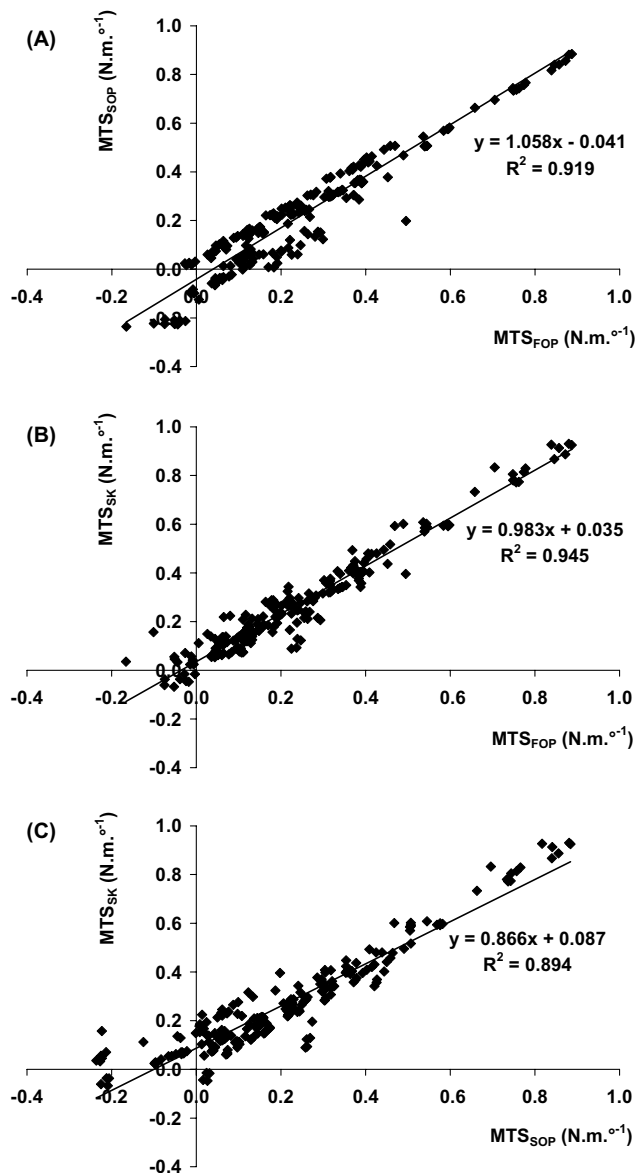 (A)
MTS_SOP (N.m.°⁻¹)
1.0
0.8
0.6
0.4
0.2
0.0
-0.2
-0.4
y = 1.058x - 0.041
R² = 0.919
-0.4 -0.2 0.0 0.2 0.4 0.6 0.8 1.0
MTS_FOP (N.m.°⁻¹)
(B)
MTS_SK (N.m.°⁻¹)
1.0
0.8
0.6
0.4
0.2
0.0
-0.2
-0.4
y = 0.983x + 0.035
R² = 0.945
-0.4 -0.2 0.0 0.2 0.4 0.6 0.8 1.0
MTS_FOP (N.m.°⁻¹)
(C)
MTS_SK (N.m.°⁻¹)
1.0
0.8
0.6
0.4
0.2
0.0
-0.2
-0.4
y = 0.866x + 0.087
R² = 0.894
-0.4 -0.2 0.0 0.2 0.4 0.6 0.8 1.0
MTS_SOP (N.m.°⁻¹)